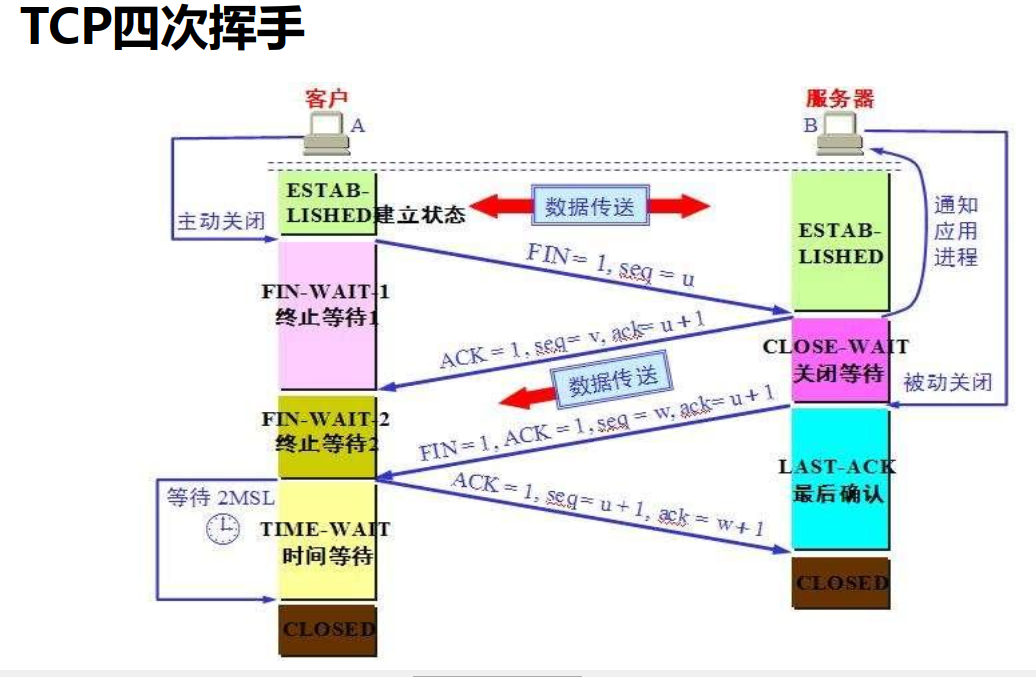 TCP四次挥手
客户
服务器
A
B
ESTAB-
LISHED建立状态
数据传送
主动关闭
ESTAB-
LISHED
通知
应用
进程
FIN = 1, seq = u
FIN-WAIT-1
终止等待1
ACK = 1, seq= v, ack= u + 1
CLOSE-WAIT
关闭等待
数据传送
被动关闭
FIN-WAIT-2
终止等待2
FIN = 1, ACK = 1, seq = w, ack= u + 1
LAST-ACK
最后确认
ACK = 1, seq= u + 1, ack = w + 1
等待 2MSL
TIME-WAIT
时间等待
CLOSED
CLOSED